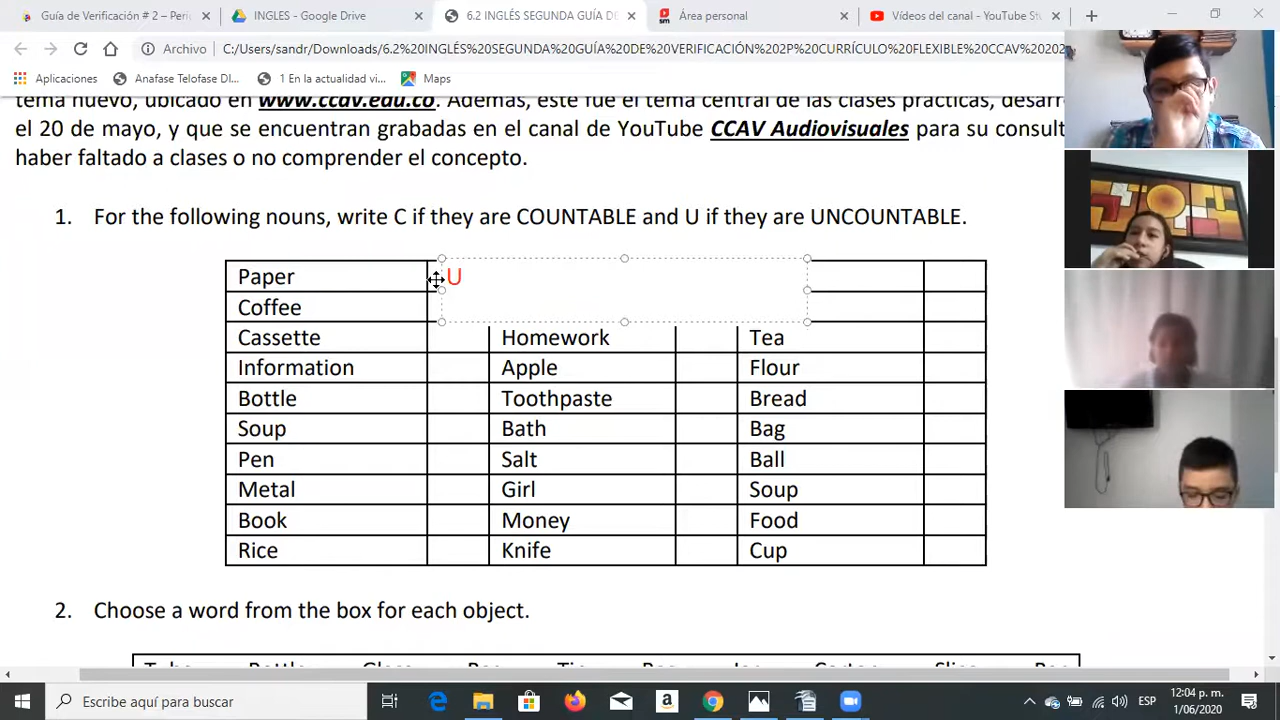 Guía de Verificación # 2 – Peri
INGLES - Google Drive
6.2 INGLÉS SEGUNDA GUÍA DE
Área personal
Vídeos del canal - YouTube St
Archivo
C:/Users/sandr/Downloads/6.2%20INGLÉS%20SEGUNDA%20GUÍA%20DE%20VERIFICACIÓN%202P%20CURRÍCULO%20FLEXIBLE%20CCAV%202
Aplicaciones
Anafase Telofase DI...
1 En la actualidad vi...
Maps
tema nuevo, ubicado en www.ccav.edu.co. Además, este fue el tema central de las clases prácticas, desarr
el 20 de mayo, y que se encuentran grabadas en el canal de YouTube CCAV Audiovisuales para su consult
haber faltado a clases o no comprender el concepto.
1. For the following nouns, write C if they are COUNTABLE and U if they are UNCOUNTABLE.
Paper U
Coffee
Cassette Homework Tea
Information Apple Flour
Bottle Toothpaste Bread
Soup Bath Bag
Pen Salt Ball
Metal Girl Soup
Book Money Food
Rice Knife Cup
2. Choose a word from the box for each object.
Escribe aquí para buscar
ESP
12:04 p. m.
1/06/2020